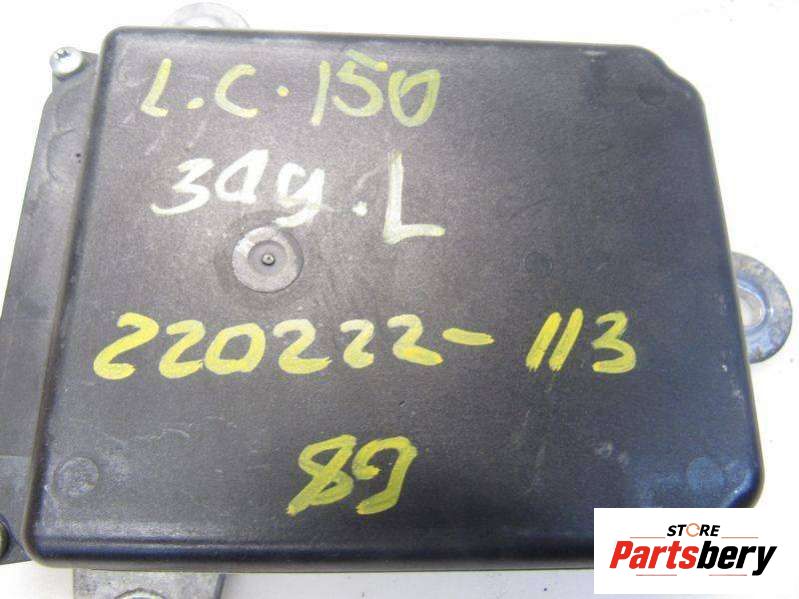 L.C.150
зад.L
220222-113
89
STORE
Partsbery